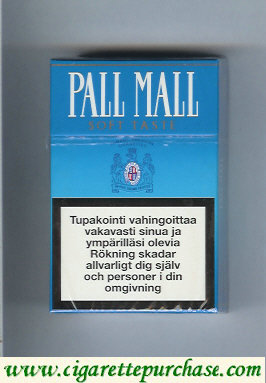 PALL MALL
SOFT TASTE
Tupakointi vahingoittaa
vakavasti sinua ja
ympärilläsi olevia
Rökning skadar
allvarligt dig själv
och personer i din
omgivning
www.cigarettepurchase.com